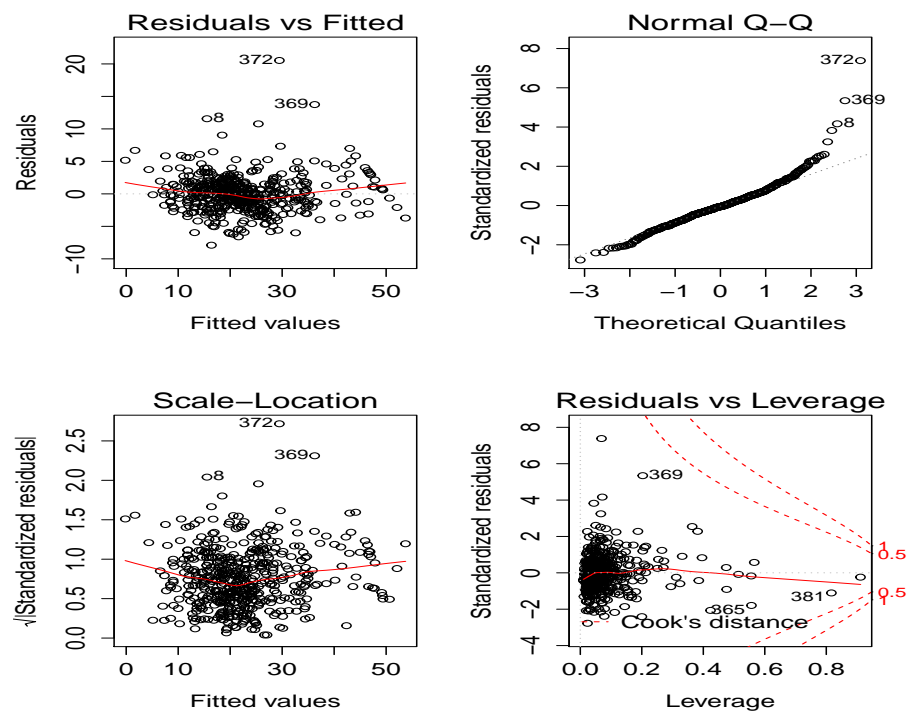 Residuals vs Fitted
Residuals
20
10
5
0
−10
372
369
8
0 10 30 50
Fitted values
Normal Q−Q
Standardized residuals
8
6
4
2
0
−2
372
369
8
−3 −1 0 1 2 3
Theoretical Quantiles
Scale−Location
√|Standardized residuals|
2.5
2.0
1.5
1.0
0.5
0.0
372
369
8
0 10 30 50
Fitted values
Residuals vs Leverage
Standardized residuals
8
6
4
2
0
−2
−4
369
381
365
Cook's distance
1
0.5
0.5
1
0.0 0.2 0.4 0.6 0.8
Leverage